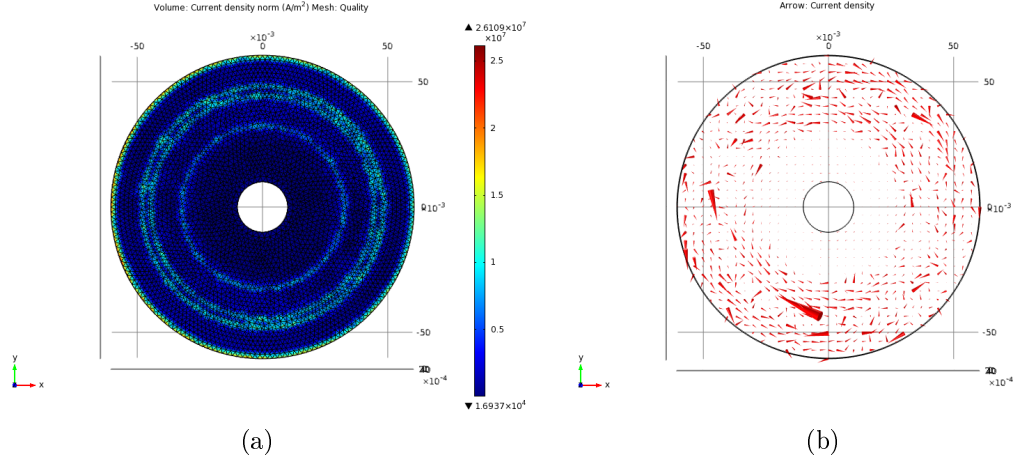 Volume: Current density norm (A/m²) Mesh: Quality
×10⁻³
-50 0 50
▲ 2.6109×10⁷
×10⁷
2.5
2
1.5
1
0.5
▼ 1.6937×10⁴
50
0
×10⁻³
-50
×10⁻⁴
y
x
(a)
Arrow: Current density
×10⁻³
-50 0 50
50
0
×10⁻³
-50
×10⁻⁴
y
x
(b)